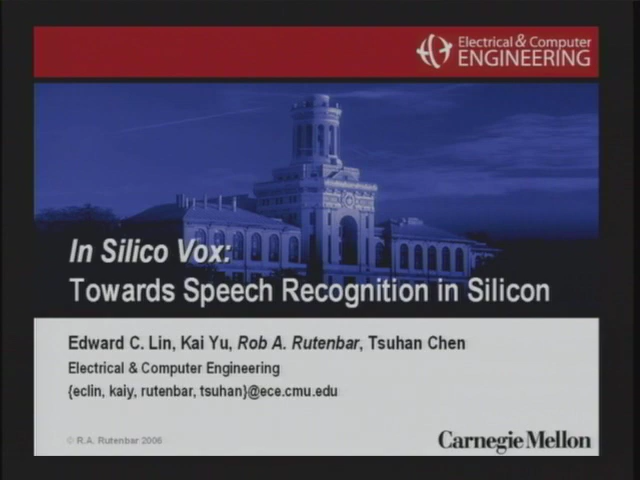 Electrical & Computer
ENGINEERING
In Silico Vox:
Towards Speech Recognition in Silicon
Edward C. Lin, Kai Yu, Rob A. Rutenbar, Tsuhan Chen
Electrical & Computer Engineering
{eclin, kaiy, rutenbar, tsuhan}@ece.cmu.edu
© R.A. Rutenbar 2006
Carnegie Mellon